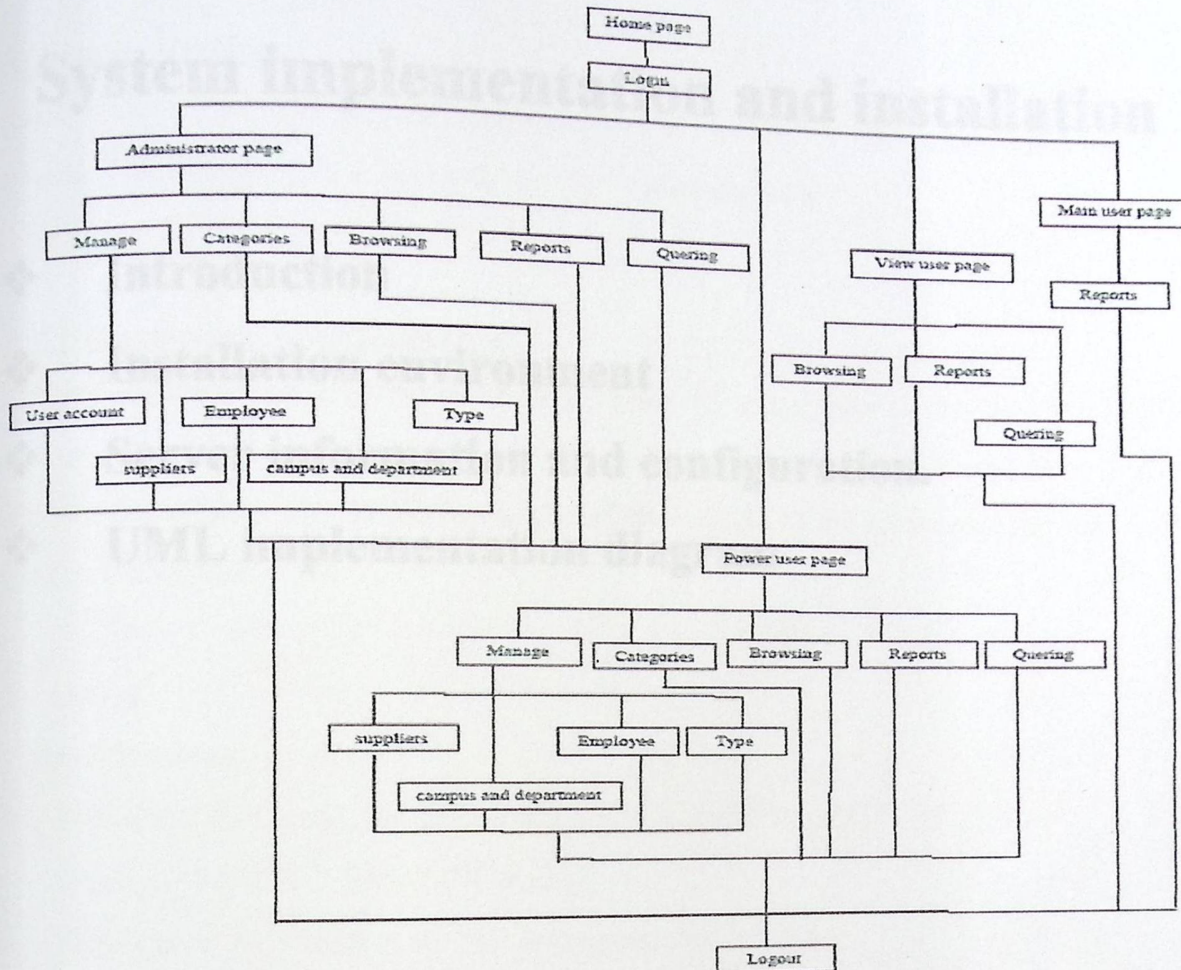 Home page
Login
System implementation and installation
Administrator page
Main user page
Manage
Categories
Browsing
Reports
Quering
View user page
Introduction
Reports
Installation environment
Browsing
Reports
User account
Employee
Type
Quering
suppliers
campus and department
Server information and configuration.
UML implementation diagram
Power user page
Manage
Categories
Browsing
Reports
Quering
suppliers
Employee
Type
campus and department
Logout